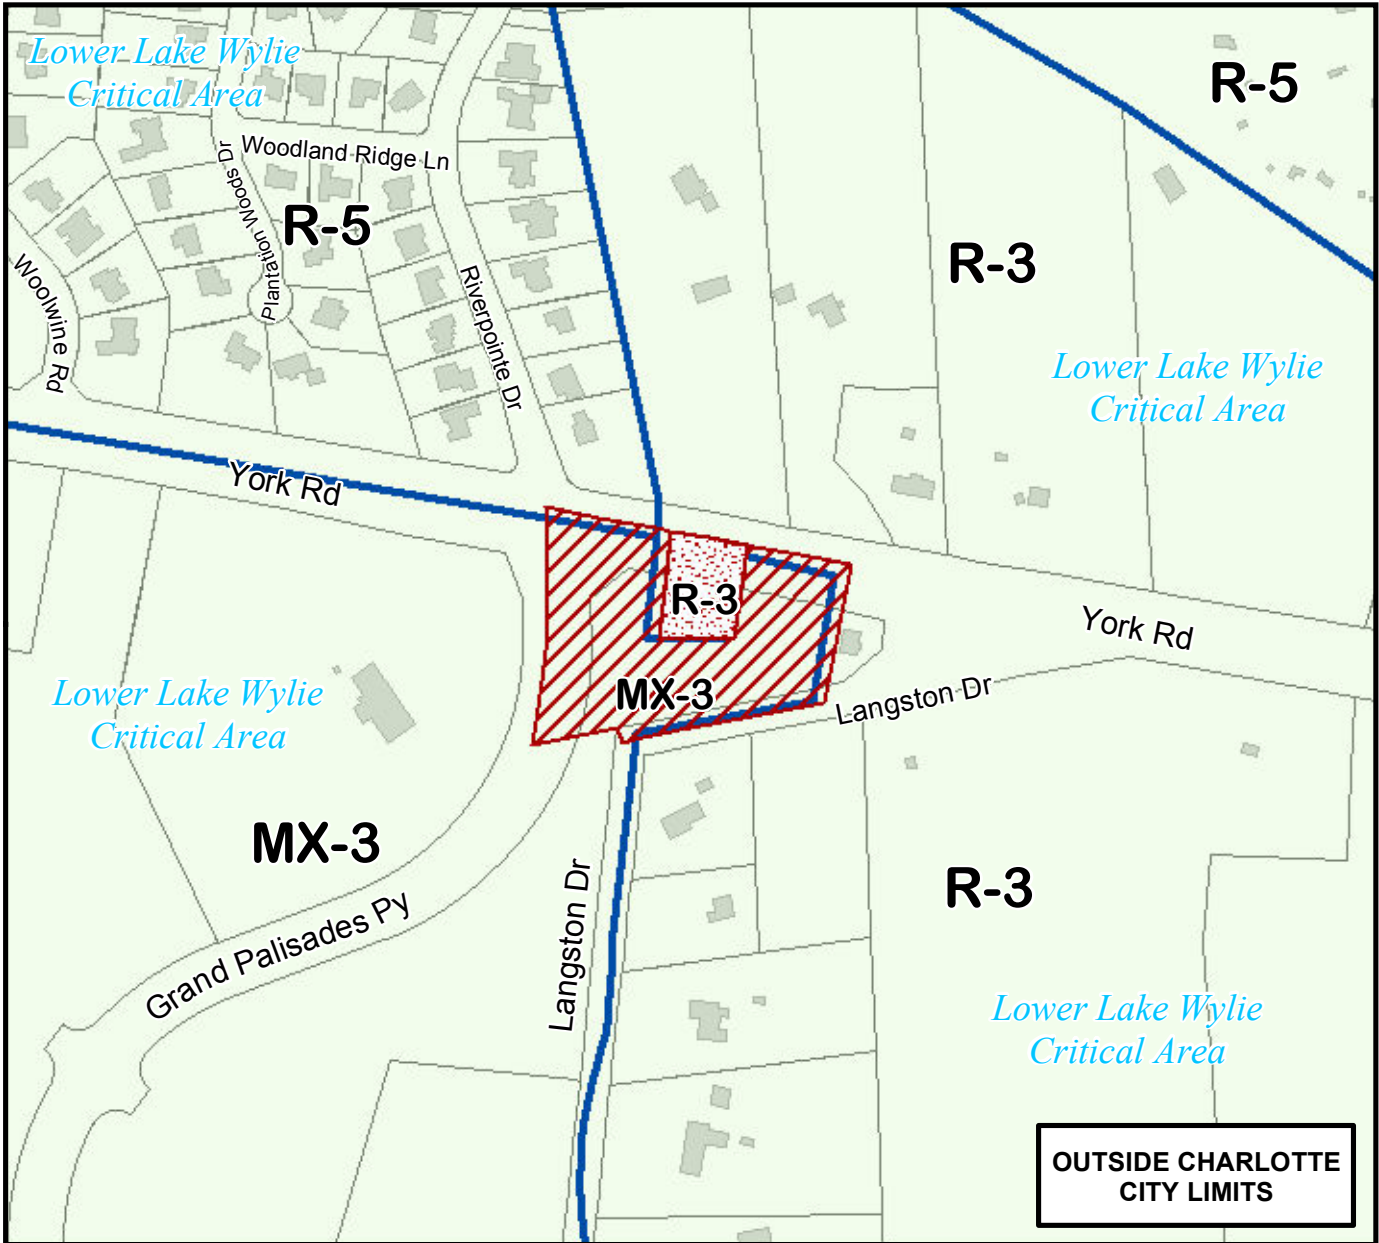 Lower Lake Wylie
Critical Area
R-5
Woodland Ridge Ln
Plantation Woods Dr
R-5
R-3
Woolwine Rd
Riverpointe Dr
Lower Lake Wylie
Critical Area
York Rd
R-3
York Rd
Lower Lake Wylie
Critical Area
MX-3
Langston Dr
MX-3
R-3
Langston Dr
Grand Palisades Py
Lower Lake Wylie
Critical Area
OUTSIDE CHARLOTTE
CITY LIMITS